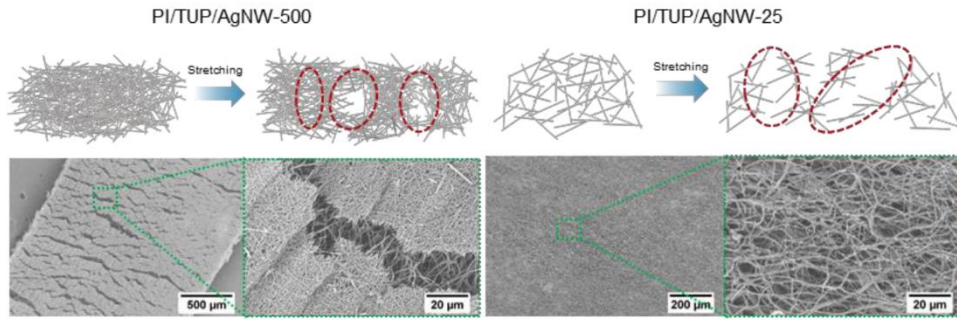 PI/TUP/AgNW-500
PI/TUP/AgNW-25
Stretching
Stretching
500 μm
20 μm
200 μm
20 μm